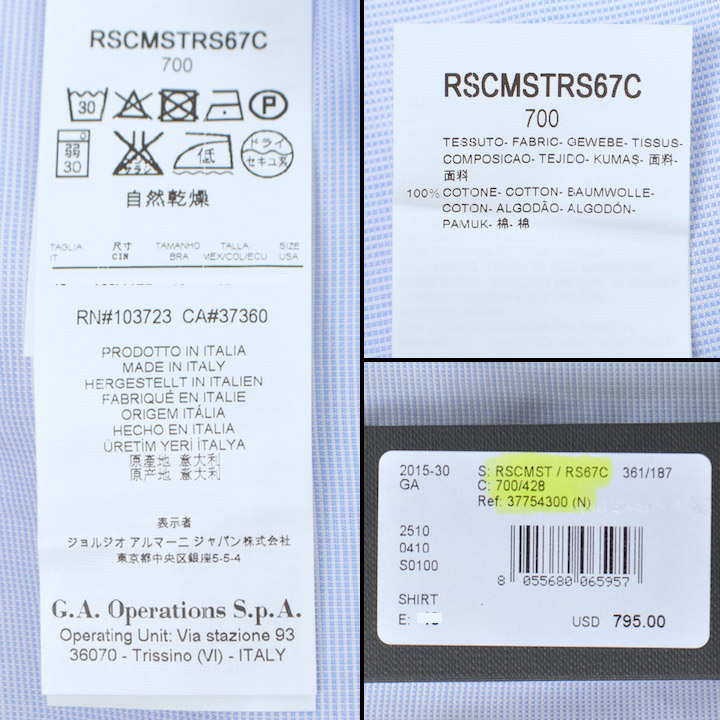 RSCMSTRS67C
700
30
P
弱
30
低
ドライ
セキユ系
自然乾燥
TAGLIA 尺寸 TAMANHO TALLA SIZE
IT CIN BRA MEX/COL/ECU USA
RN#103723 CA#37360
PRODOTTO IN ITALIA
MADE IN ITALY
HERGESTELLT IN ITALIEN
FABRIQUÉ EN ITALIE
ORIGEM ITÁLIA
HECHO EN ITALIA
ÜRETİM YERİ İTALYA
原產地 意大利
原产地 意大利
表示者
ジョルジオ アルマーニ ジャパン株式会社
東京都中央区銀座5-5-4
G.A. Operations S.p.A.
Operating Unit: Via stazione 93
36070 - Trissino (VI) - ITALY
RSCMSTRS67C
700
TESSUTO- FABRIC- GEWEBE- TISSUS-
COMPOSICAO- TEJIDO- KUMAŞ- 面料-
面料
100% COTONE- COTTON- BAUMWOLLE-
COTON- ALGODÃO- ALGODÓN-
PAMUK- 棉- 棉
2015-30 S: RSCMST / RS67C 361/187
GA C: 700/428
Ref: 37754300 (N)
2510
0410
S0100
8 055680 065957
SHIRT
E:
USD 795.00